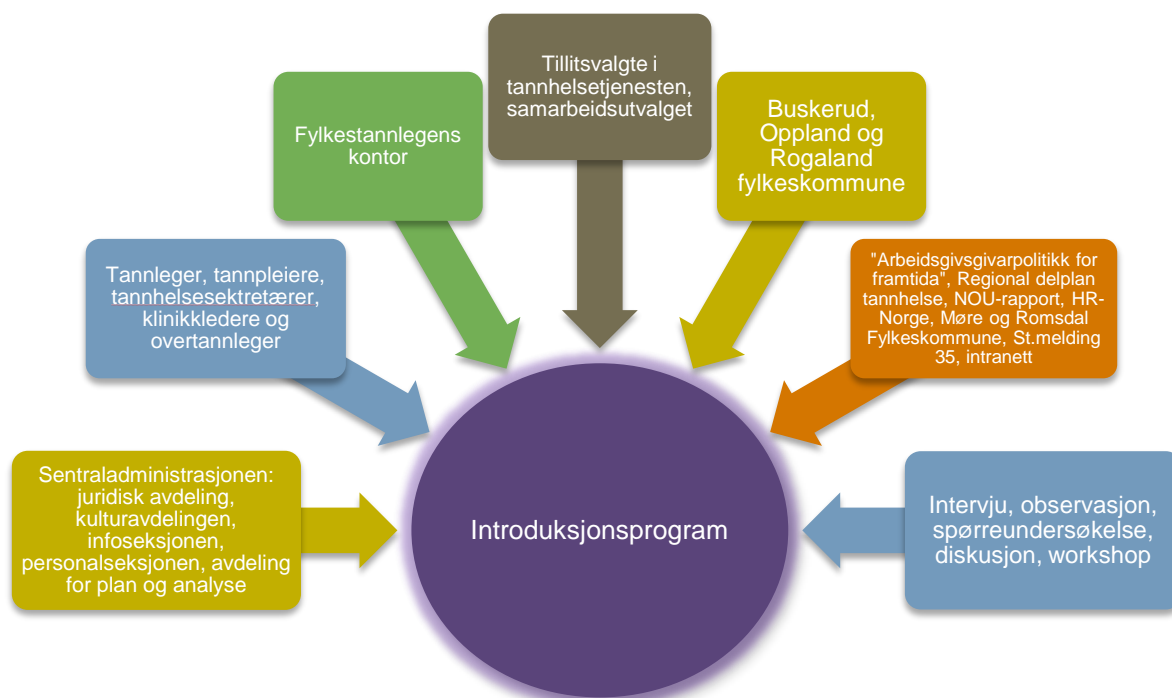 Tillitsvalgte i
tannhelsetjenesten,
samarbeidsutvalget
Fylkestannlegens
kontor
Buskerud,
Oppland og
Rogaland
fylkeskommune
Tannleger, tannpleiere,
tannhelsesektretærer,
klinikkledere og
overtannleger
"Arbeidsgivsgivarpolitikk for
framtida", Regional delplan
tannhelse, NOU-rapport, HR-
Norge, Møre og Romsdal
Fylkeskommune, St.melding
35, intranett
Sentraladministrasjonen:
juridisk avdeling,
kulturavdelingen,
infoseksjonen,
personalseksjonen, avdeling
for plan og analyse
Introduksjonsprogram
Intervju, observasjon,
spørreundersøkelse,
diskusjon, workshop